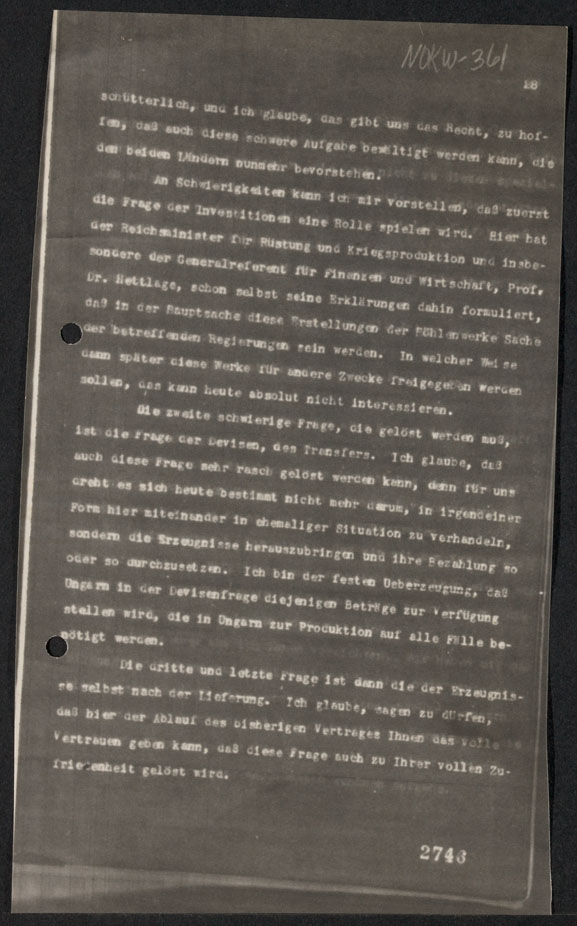 NOKW-361
28
schütterlich, und ich glaube, das gibt uns das Recht, zu hof-
fen, daß auch diese schwere Aufgabe bewältigt werden kann, die
den beiden Ländern nunmehr bevorstehen.
An Schwierigkeiten kann ich mir vorstellen, daß zuerst
die Frage der Investitionen eine Rolle spielen wird. Hier hat
der Reichsminister für Rüstung und Kriegsproduktion und insbe-
sondere der Generalreferent für Finanzen und Wirtschaft, Prof.
Dr. Hettlage, schon selbst seine Erklärungen dahin formuliert,
daß in der Hauptsache diese Erstellungen der Höhlenwerke Sache
der betreffenden Regierungen sein werden. In welcher Weise
dann später diese Werke für andere Zwecke freigegeben werden
sollen, das kann heute absolut nicht interessieren.
Die zweite schwierige Frage, die gelöst werden muß,
ist die Frage der Devisen, des Transfers. Ich glaube, daß
auch diese Frage sehr rasch gelöst werden kann, denn für uns
dreht es sich heute bestimmt nicht mehr darum, in irgendeiner
Form hier miteinander in ehemaliger Situation zu verhandeln,
sondern die Erzeugnisse herauszubringen und ihre Bezahlung so
oder so durchzusetzen. Ich bin der festen Ueberzeugung, daß
Ungarn in der Devisenfrage diejenigen Beträge zur Verfügung
stellen wird, die in Ungarn zur Produktion auf alle Fälle be-
nötigt werden.
Die dritte und letzte Frage ist dann die der Erzeugnis-
se selbst nach der Lieferung. Ich glaube, sagen zu dürfen,
daß hier der Ablauf des bisherigen Vertrages Ihnen das volle
Vertrauen geben kann, daß diese Frage auch zu Ihrer vollen Zu-
friedenheit gelöst wird.
2746